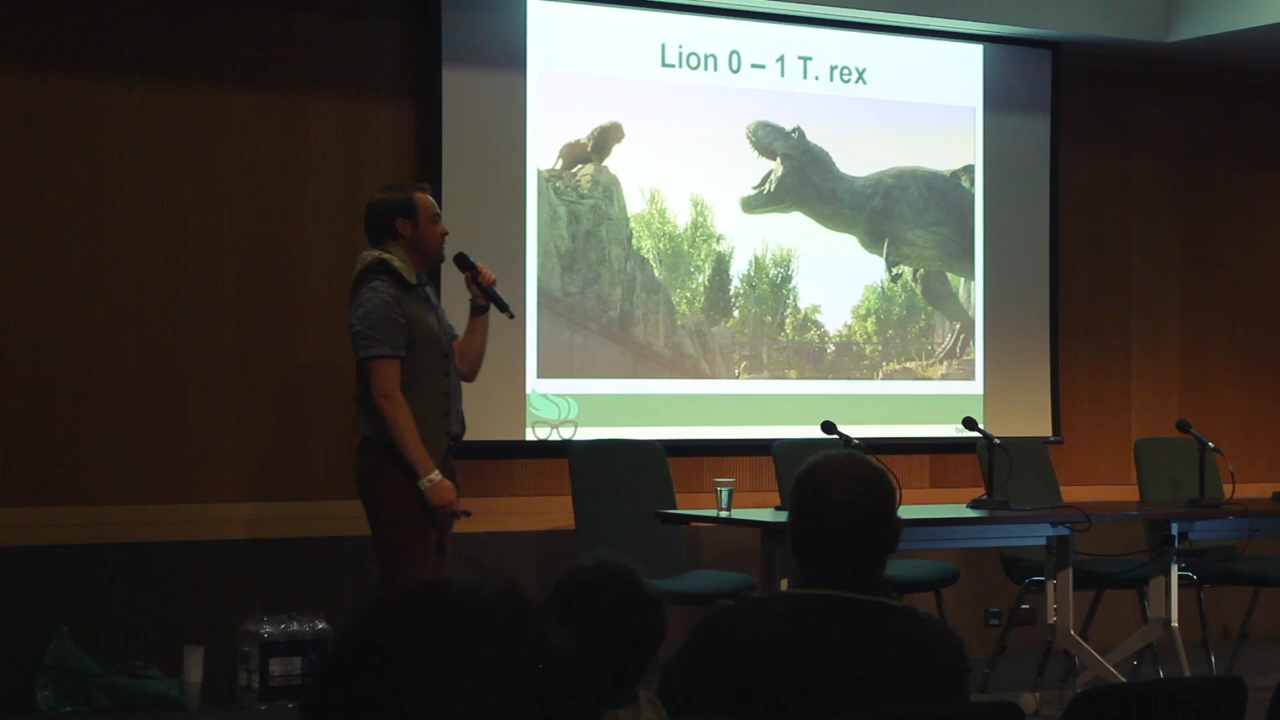 Lion 0 – 1 T. rex